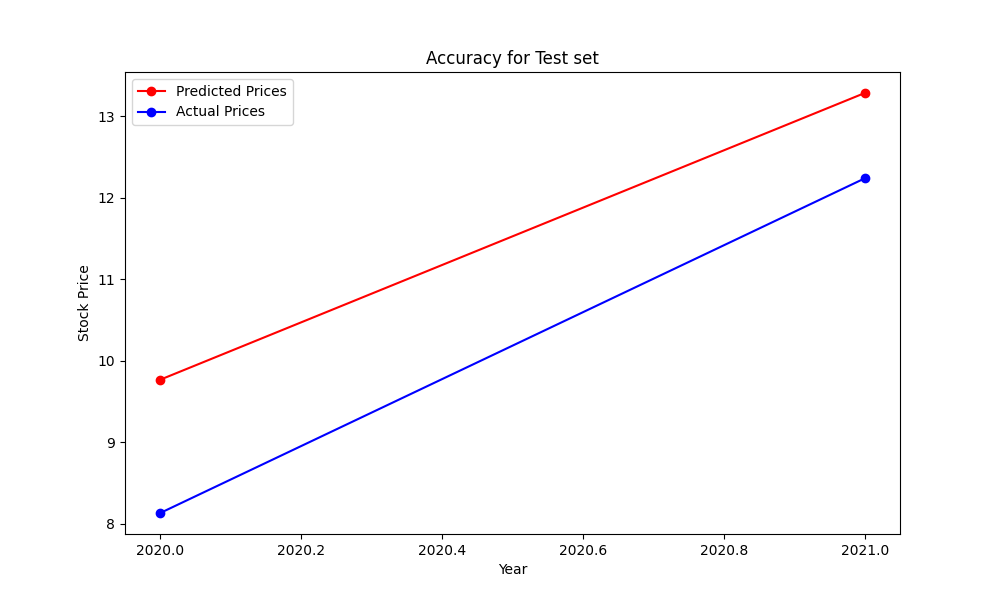 Accuracy for Test set
Predicted Prices
Actual Prices
13
12
11
10
9
8
Stock Price
2020.0 2020.2 2020.4 2020.6 2020.8 2021.0
Year